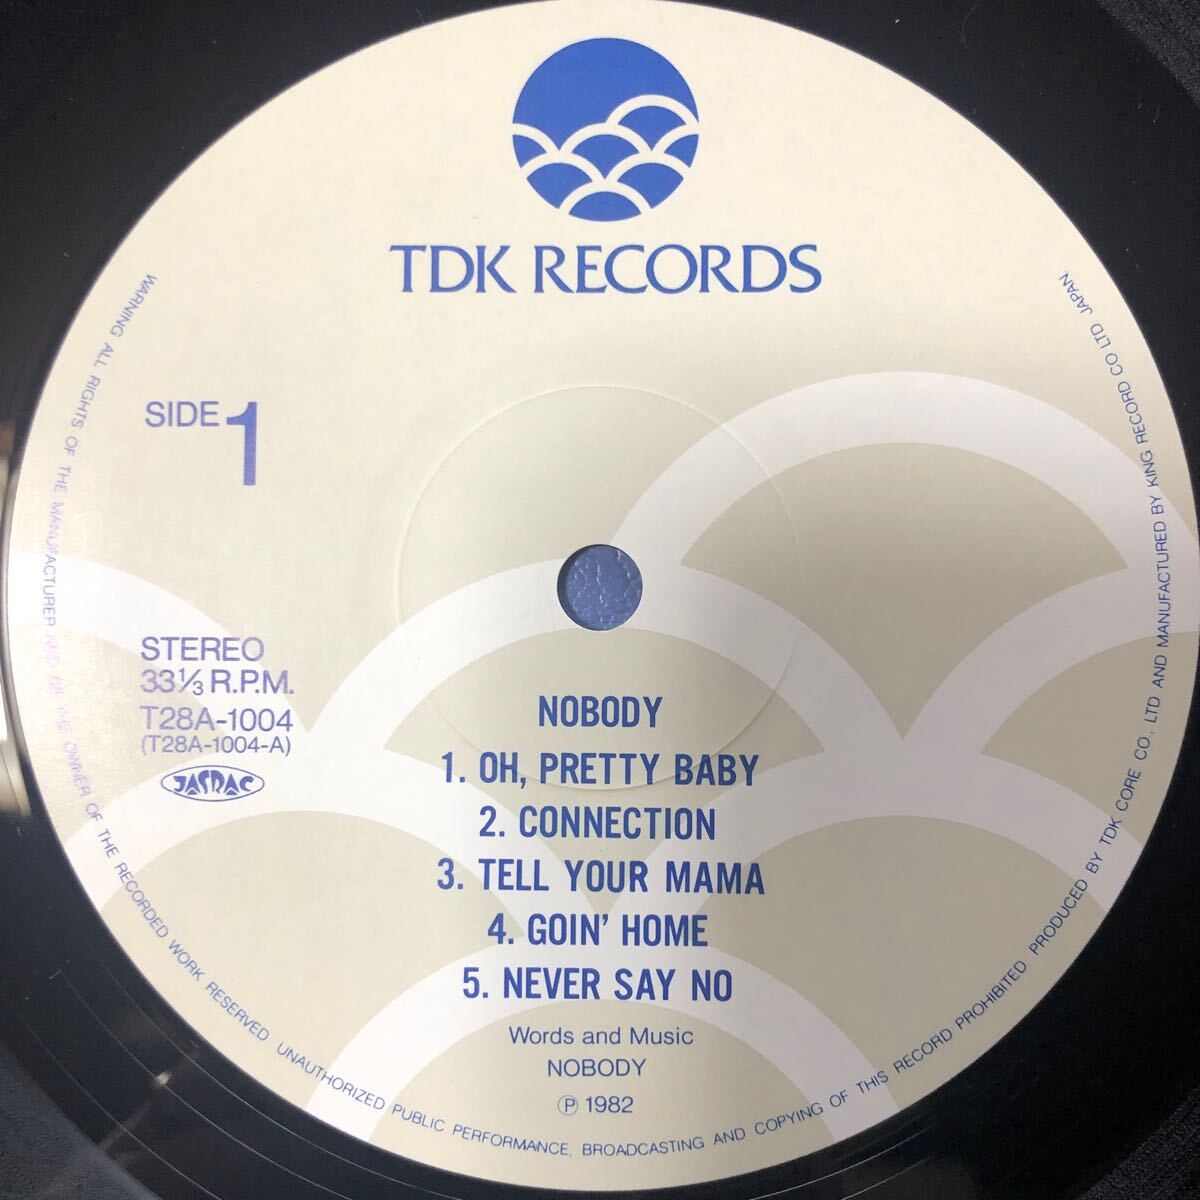 TDK RECORDS
SIDE 1
STEREO
33⅓ R.P.M.
T28A-1004
(T28A-1004-A)
JASRAC
NOBODY
1. OH, PRETTY BABY
2. CONNECTION
3. TELL YOUR MAMA
4. GOIN' HOME
5. NEVER SAY NO
Words and Music
NOBODY
Ⓟ 1982
WARNING ALL RIGHTS OF THE MANUFACTURER AND OF THE OWNER OF THE RECORDED WORK RESERVED UNAUTHORIZED PUBLIC PERFORMANCE, BROADCASTING AND COPYING OF THIS RECORD PROHIBITED PRODUCED BY TDK CORE CO., LTD AND MANUFACTURED BY KING RECORD CO LTD JAPAN